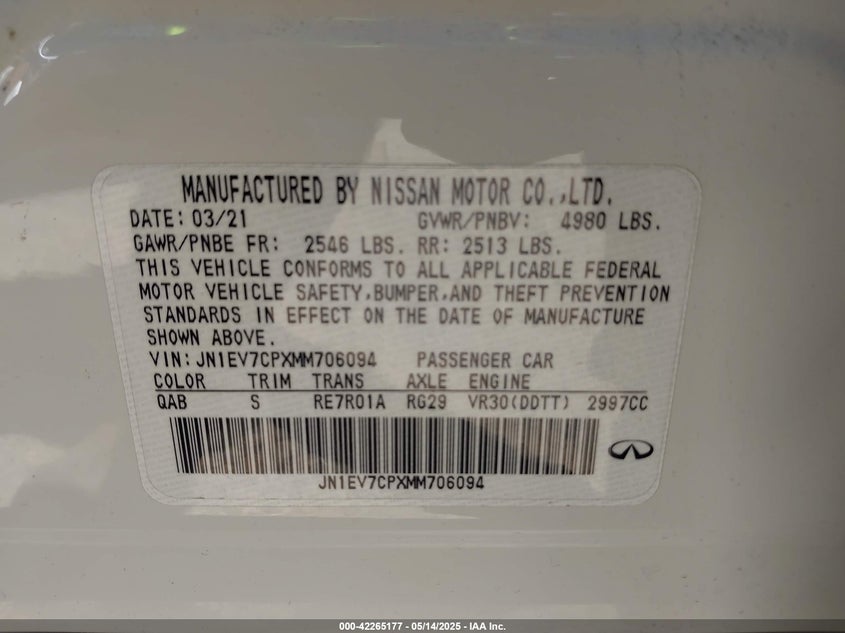 MANUFACTURED BY NISSAN MOTOR CO.,LTD.
DATE: 03/21 GVWR/PNBV: 4980 LBS.
GAWR/PNBE FR: 2546 LBS. RR: 2513 LBS.
THIS VEHICLE CONFORMS TO ALL APPLICABLE FEDERAL
MOTOR VEHICLE SAFETY,BUMPER,AND THEFT PREVENTION
STANDARDS IN EFFECT ON THE DATE OF MANUFACTURE
SHOWN ABOVE.
VIN: JN1EV7CPXMM706094 PASSENGER CAR
COLOR TRIM TRANS AXLE ENGINE
QAB S RE7R01A RG29 VR30(DDTT) 2997CC
JN1EV7CPXMM706094
000-42265177 - 05/14/2025 - IAA Inc.